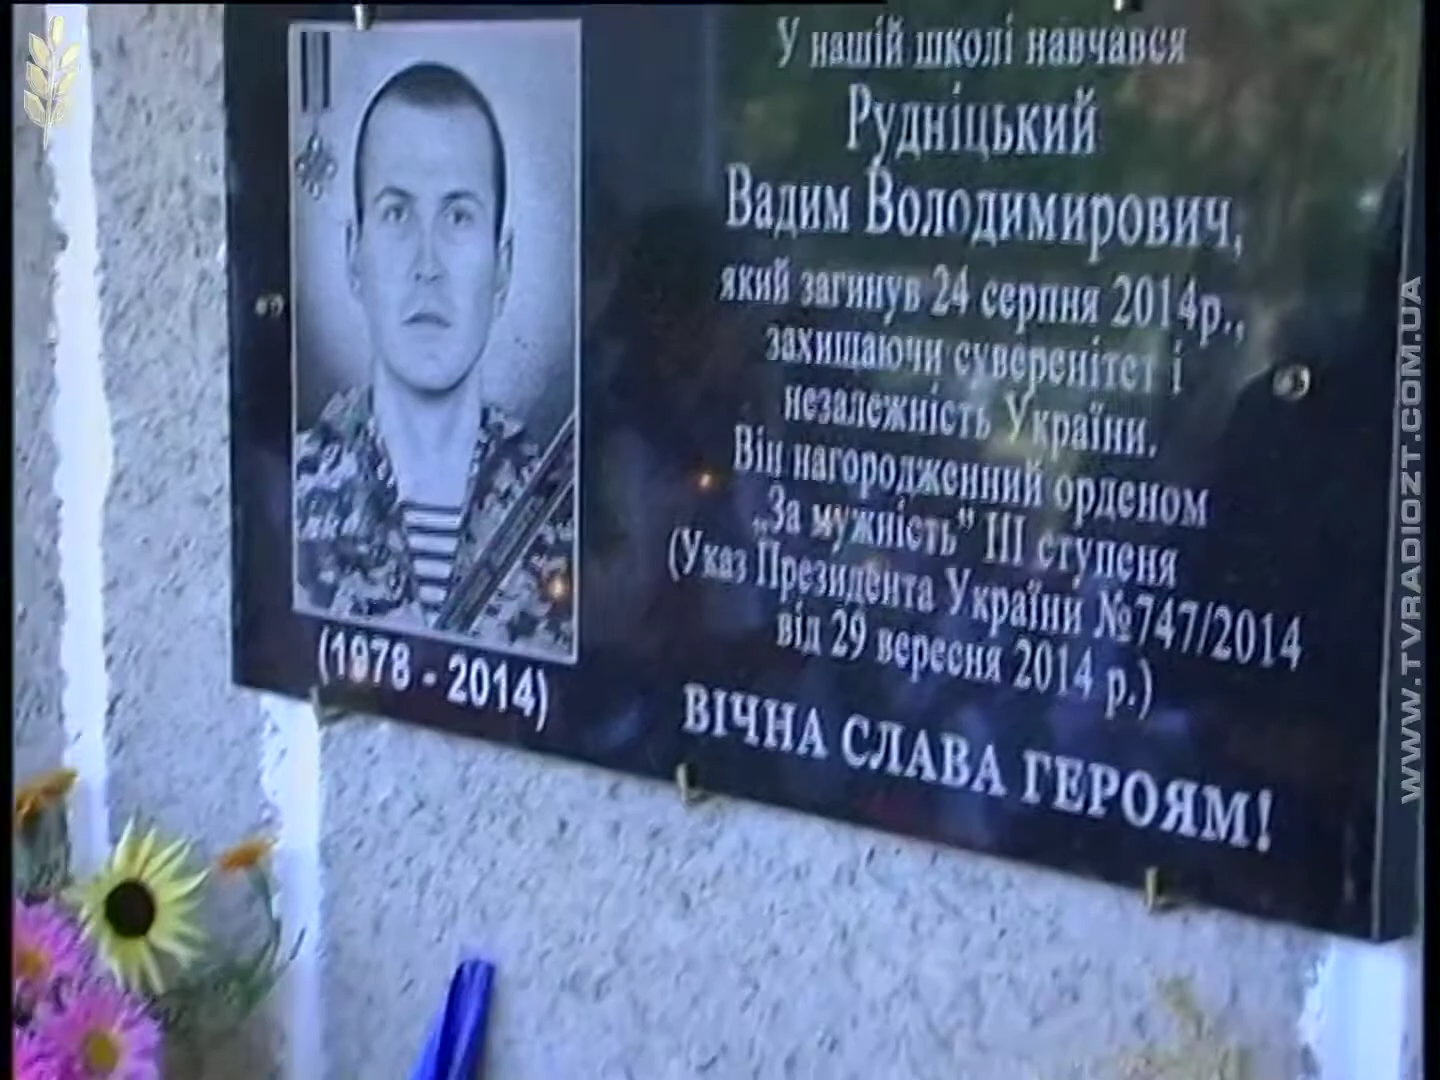 У нашій школі навчався
Рудніцький
Вадим Володимирович,
який загинув 24 серпня 2014р.,
захищаючи суверенітет і
незалежність України.
Він нагородженний орденом
„За мужність” III ступеня
(Указ Президента України №747/2014
від 29 вересня 2014 р.)
(1978 - 2014)
ВІЧНА СЛАВА ГЕРОЯМ!
WWW.TVRADIOZT.COM.UA